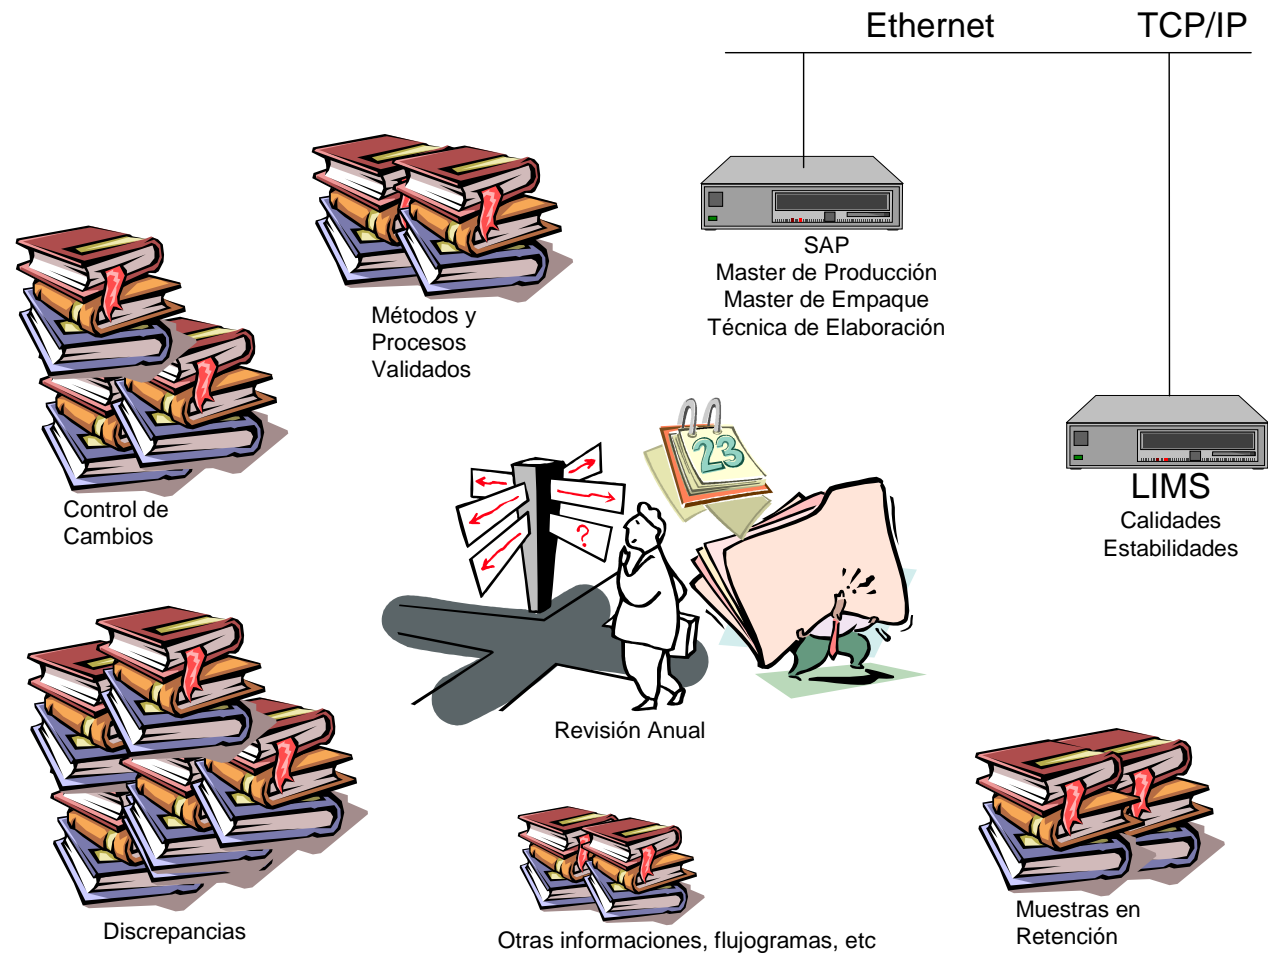 Ethernet TCP/IP
SAP
Master de Producción
Master de Empaque
Técnica de Elaboración
Métodos y
Procesos
Validados
23
LIMS
Calidades
Estabilidades
Control de
Cambios
?
Revisión Anual
Discrepancias
Otras informaciones, flujogramas, etc
Muestras en
Retención